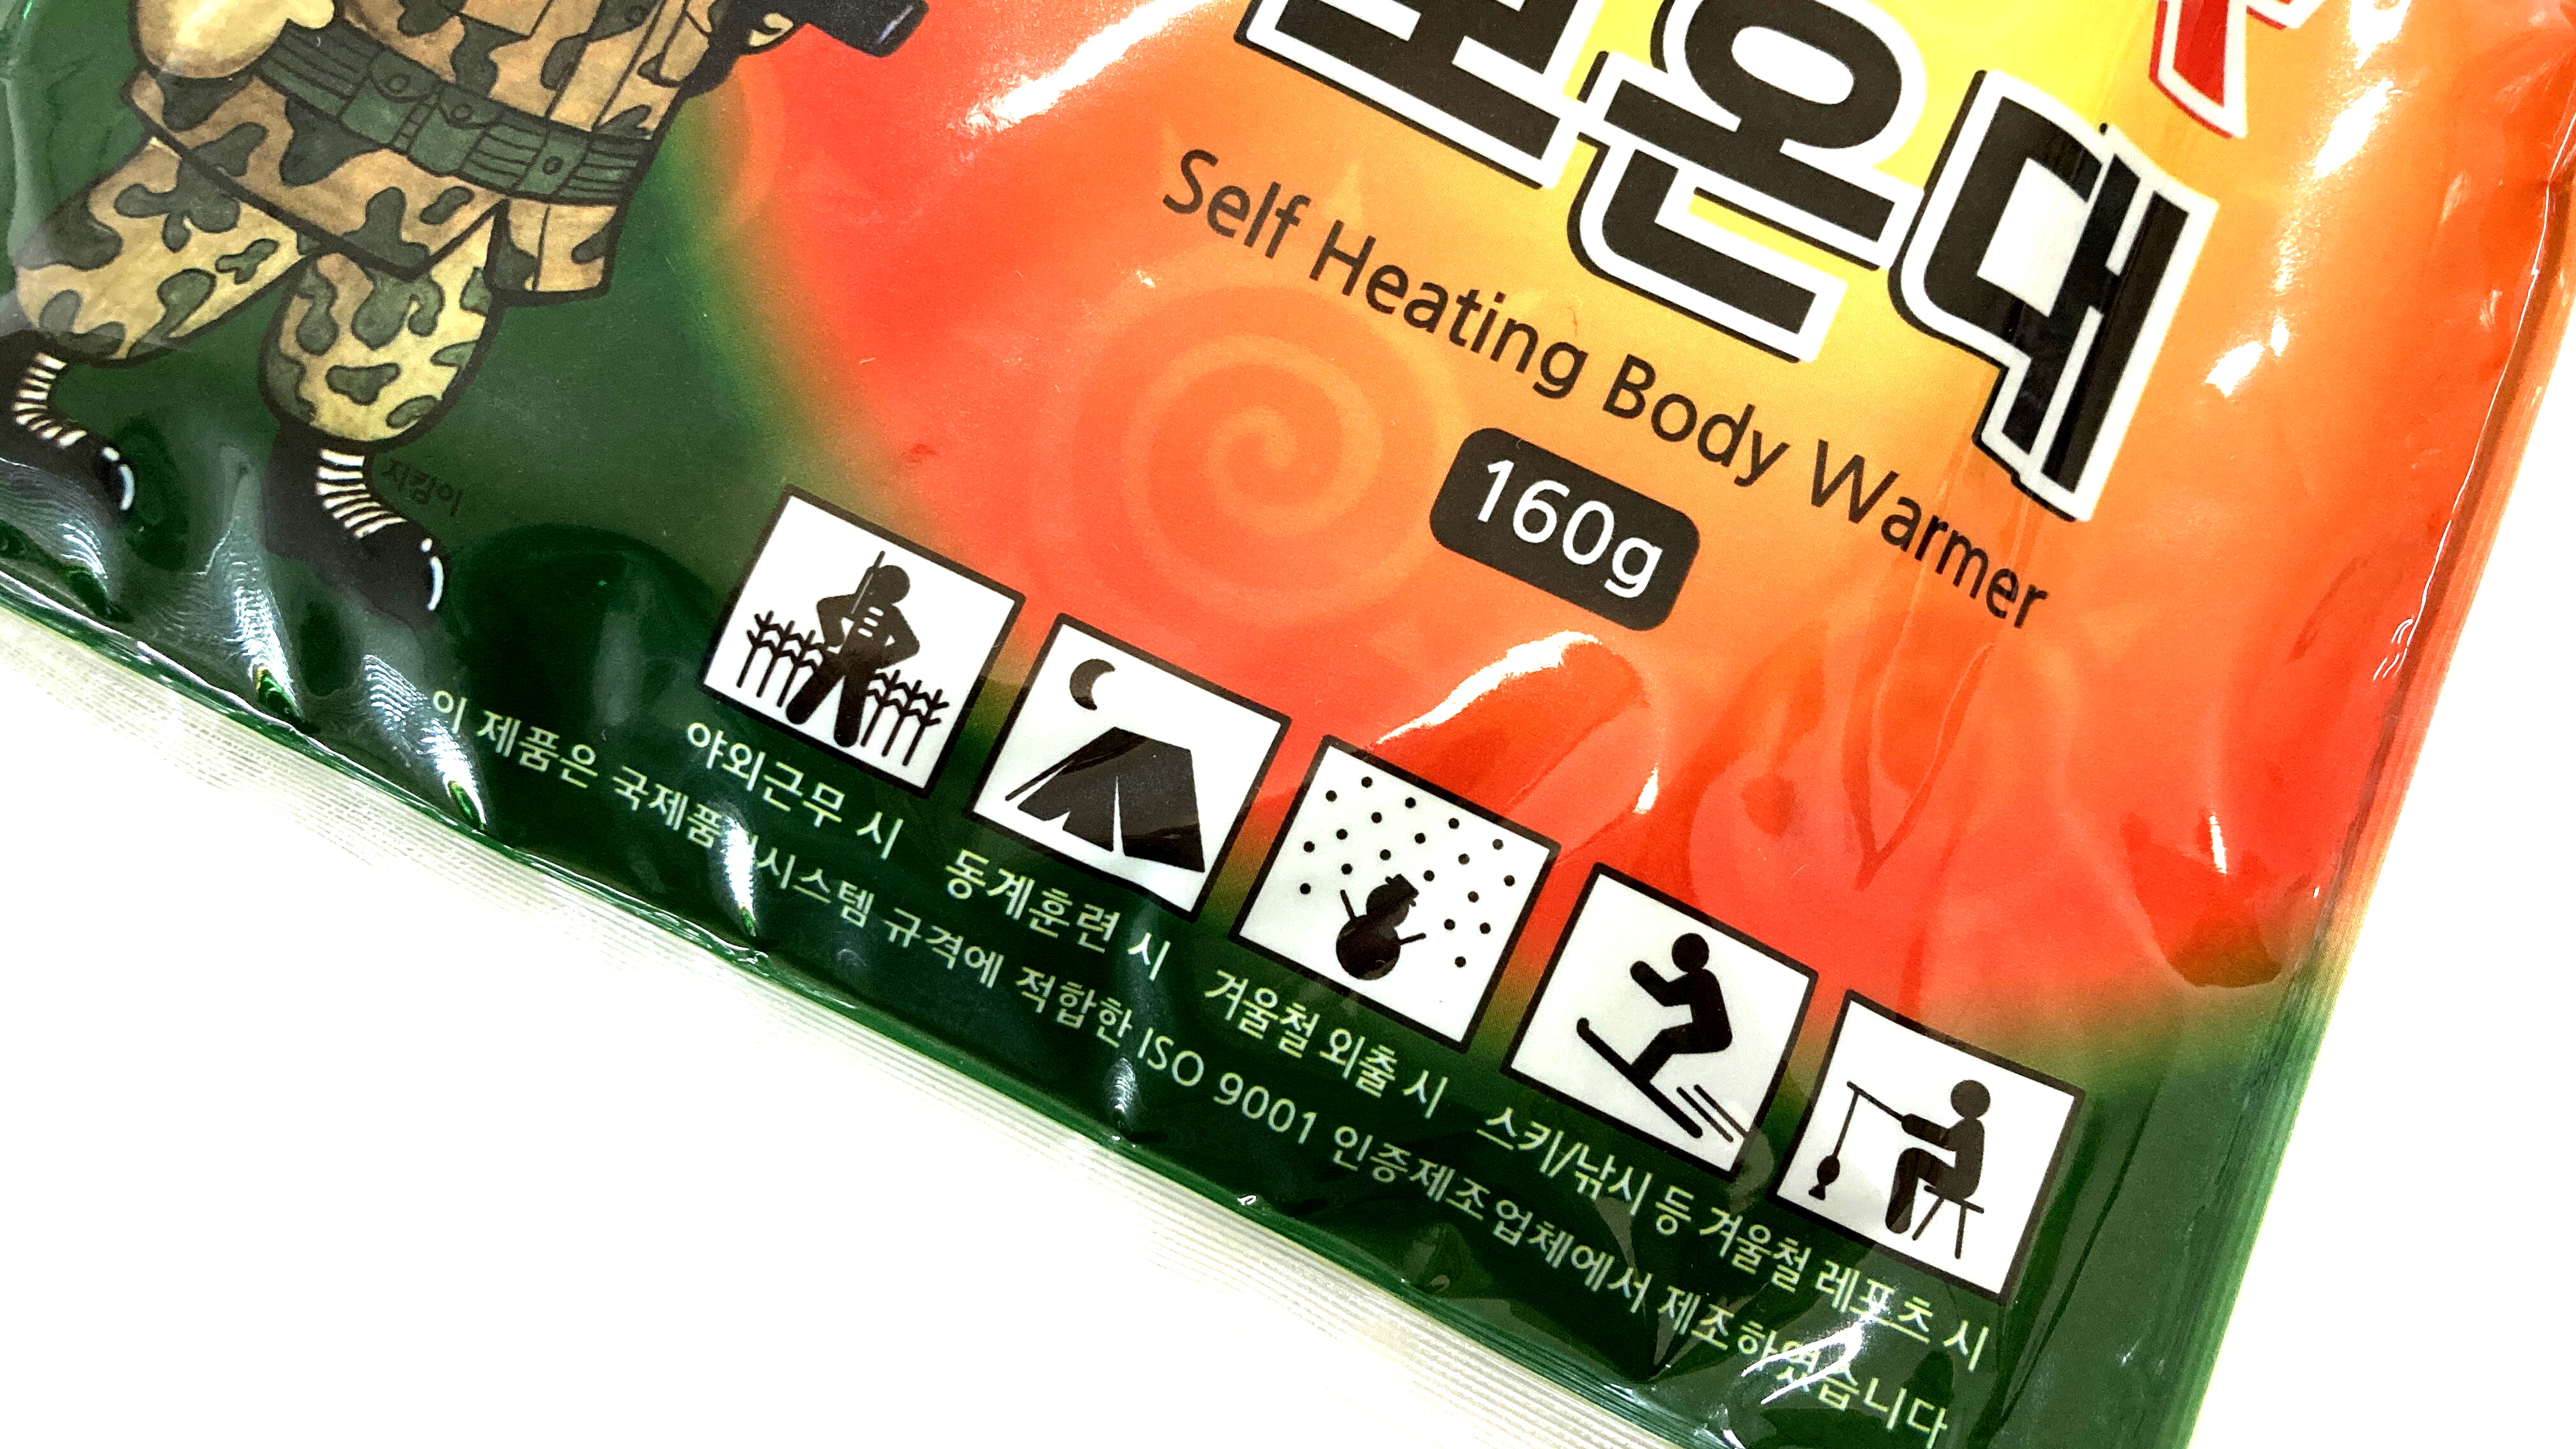 보온대
Self Heating Body Warmer
160g
지킴이
야외근무 시 동계훈련 시 겨울철 외출 시 스키/낚시 등 겨울철 레포츠 시
이 제품은 국제품질시스템 규격에 적합한 ISO 9001 인증제조업체에서 제조하였습니다